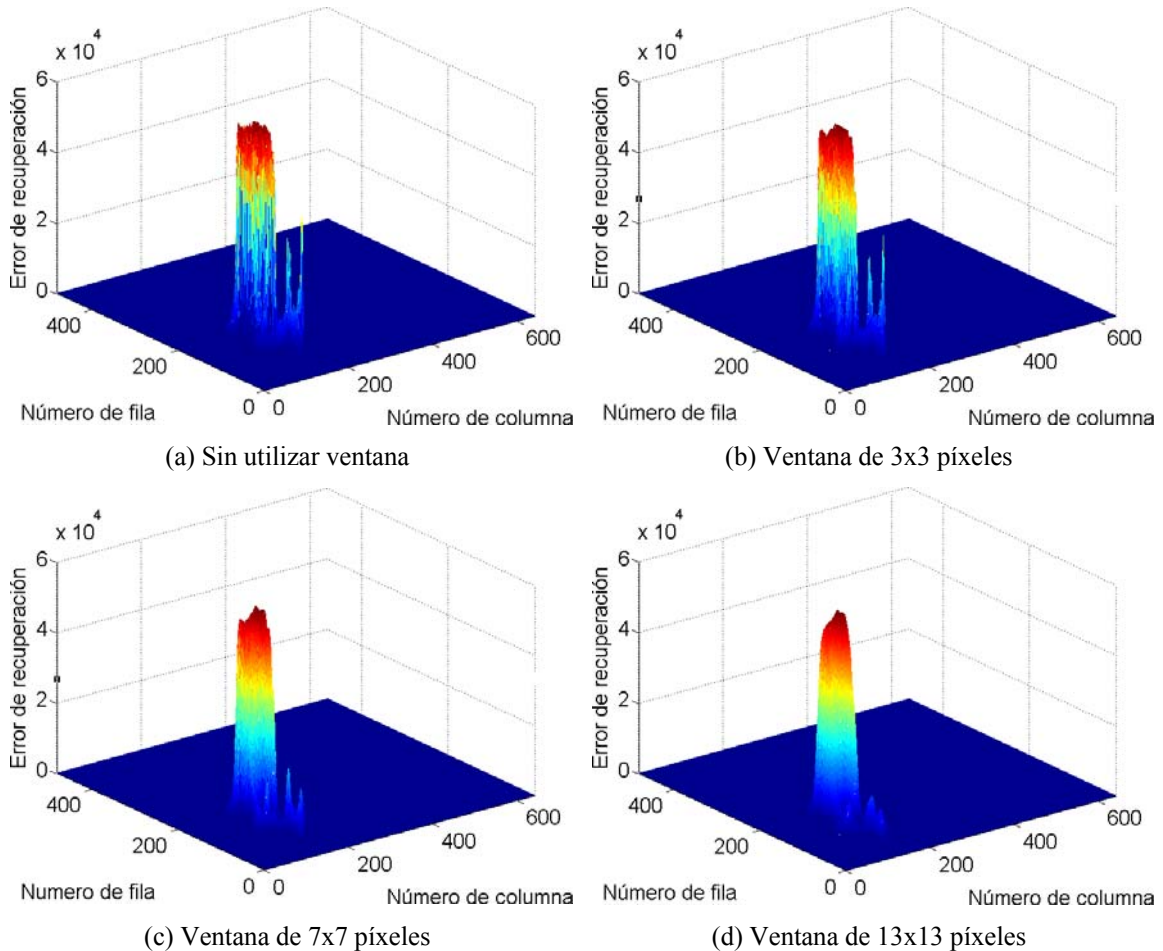 x 10^4
6
4
2
0
Error de recuperación
400
200
0
Número de fila
0
200
400
600
Número de columna
(a) Sin utilizar ventana
x 10^4
6
4
2
0
Error de recuperación
400
200
0
Número de fila
0
200
400
600
Número de columna
(b) Ventana de 3x3 píxeles
x 10^4
6
4
2
0
Error de recuperación
400
200
0
Numero de fila
0
200
400
600
Número de columna
(c) Ventana de 7x7 píxeles
x 10^4
6
4
2
0
Error de recuperación
400
200
0
Número de fila
0
200
400
600
Número de columna
(d) Ventana de 13x13 píxeles